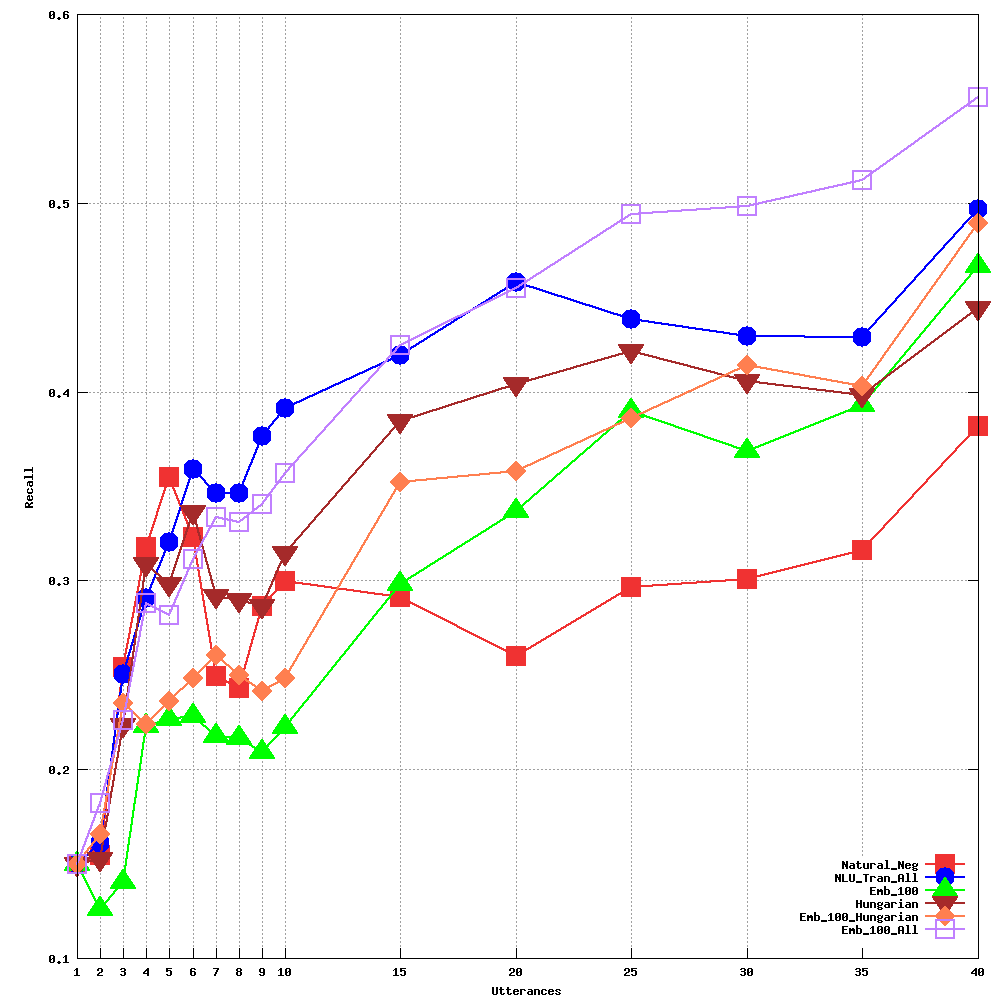 0.6
0.5
0.4
0.3
0.2
0.1
Recall
1 2 3 4 5 6 7 8 9 10 15 20 25 30 35 40
Utterances
Natural_Neg
NLU_Tran_All
Emb_100
Hungarian
Emb_100_Hungarian
Emb_100_All